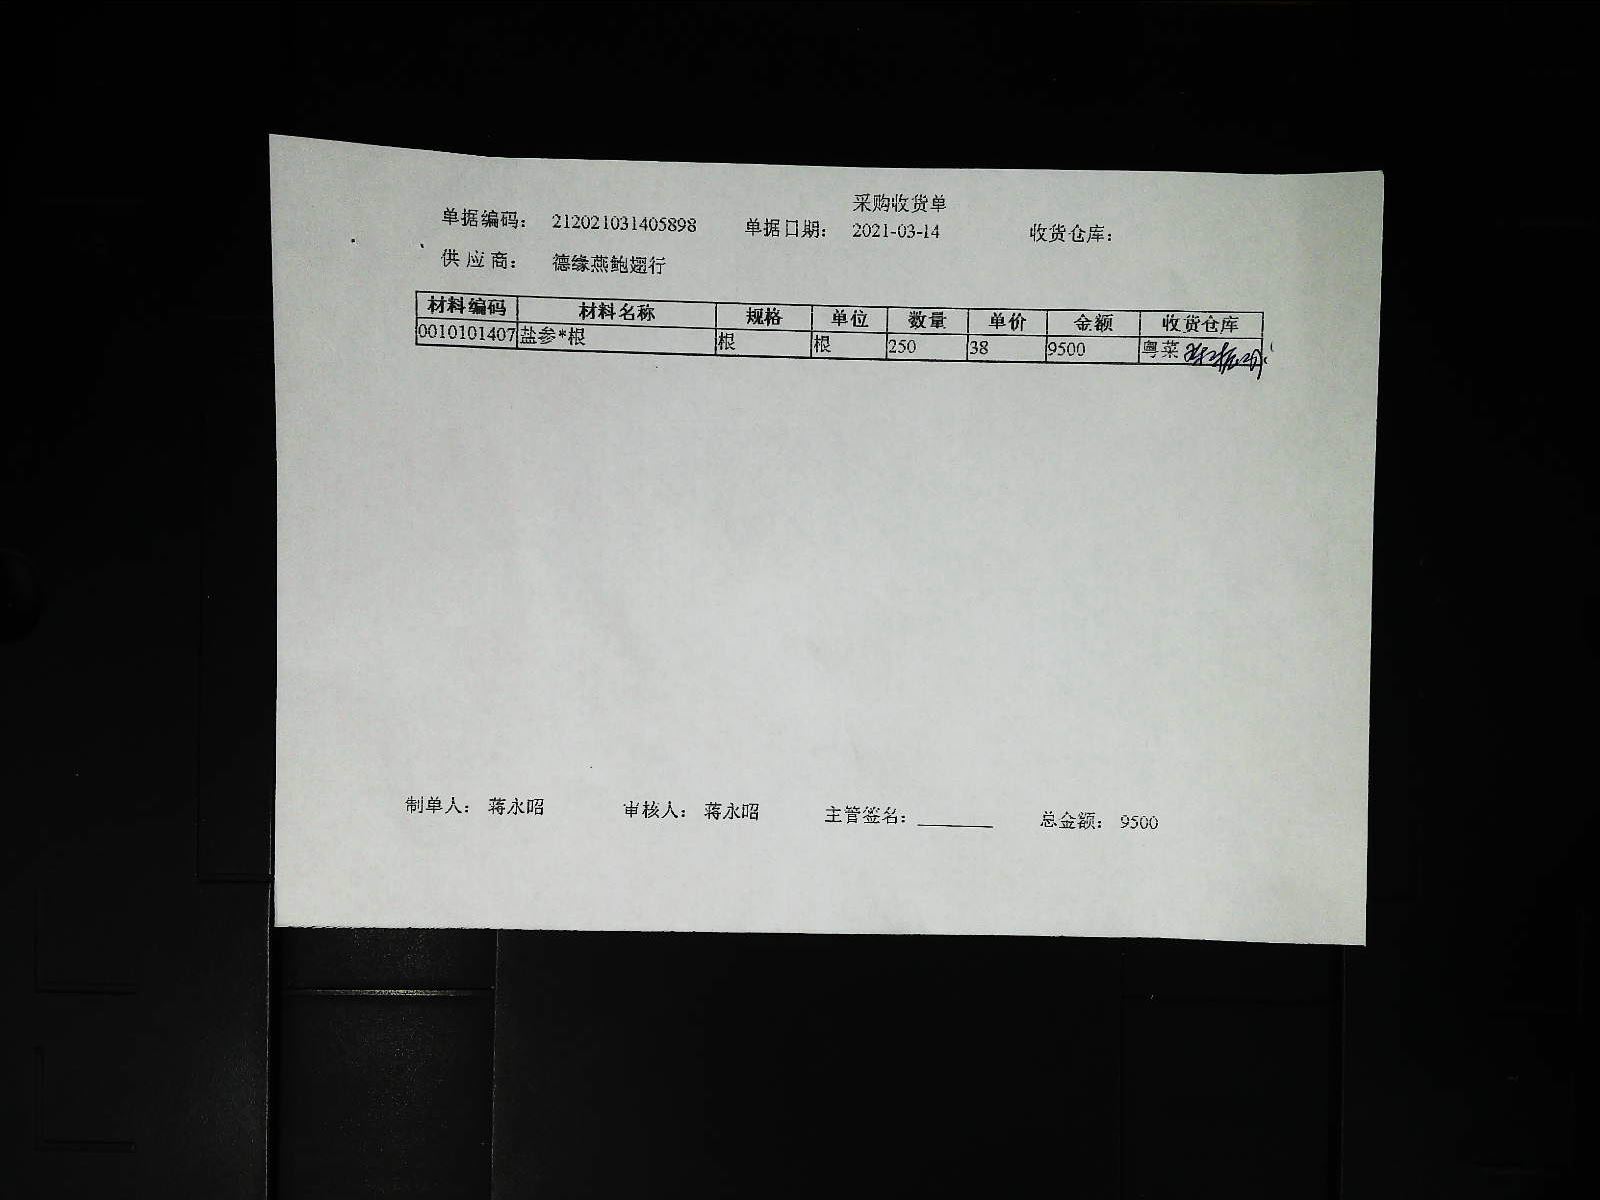 采购收货单
单据编码： 212021031405898 单据日期： 2021-03-14 收货仓库：
供应商： 德缘燕鲍翅行
材料编码 材料名称 规格 单位 数量 单价 金额 收货仓库
0010101407 盐参*根 根 根 250 38 9500 粤菜
制单人： 蒋永昭 审核人： 蒋永昭 主管签名： 总金额： 9500